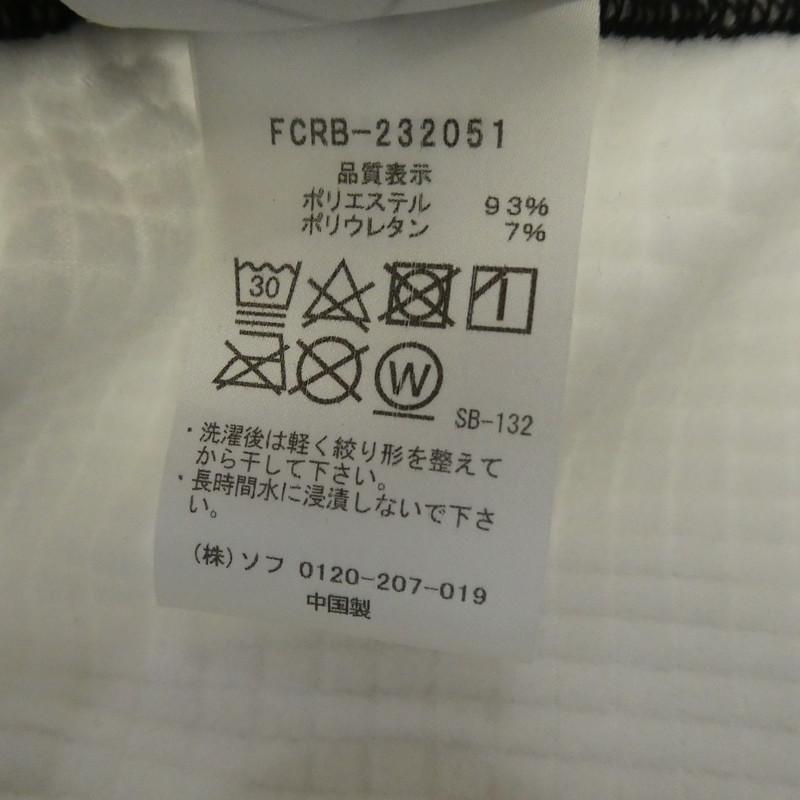 FCRB-232051
品質表示
ポリエステル 93%
ポリウレタン 7%
30
W
SB-132
・洗濯後は軽く絞り形を整えて
から干して下さい。
・長時間水に浸漬しないで下さ
い。
(株)ソフ 0120-207-019
中国製